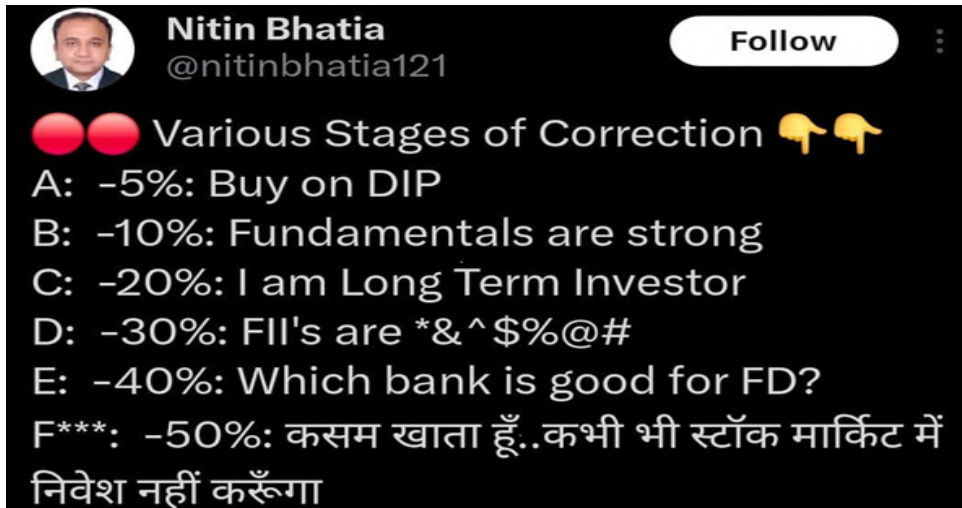 Nitin Bhatia
@nitinbhatia121
Follow
🔴🔴 Various Stages of Correction 👇👇
A: -5%: Buy on DIP
B: -10%: Fundamentals are strong
C: -20%: I am Long Term Investor
D: -30%: FII's are *&^$%@#
E: -40%: Which bank is good for FD?
F***: -50%: कसम खाता हूँ..कभी भी स्टॉक मार्किट में
निवेश नहीं करूँगा